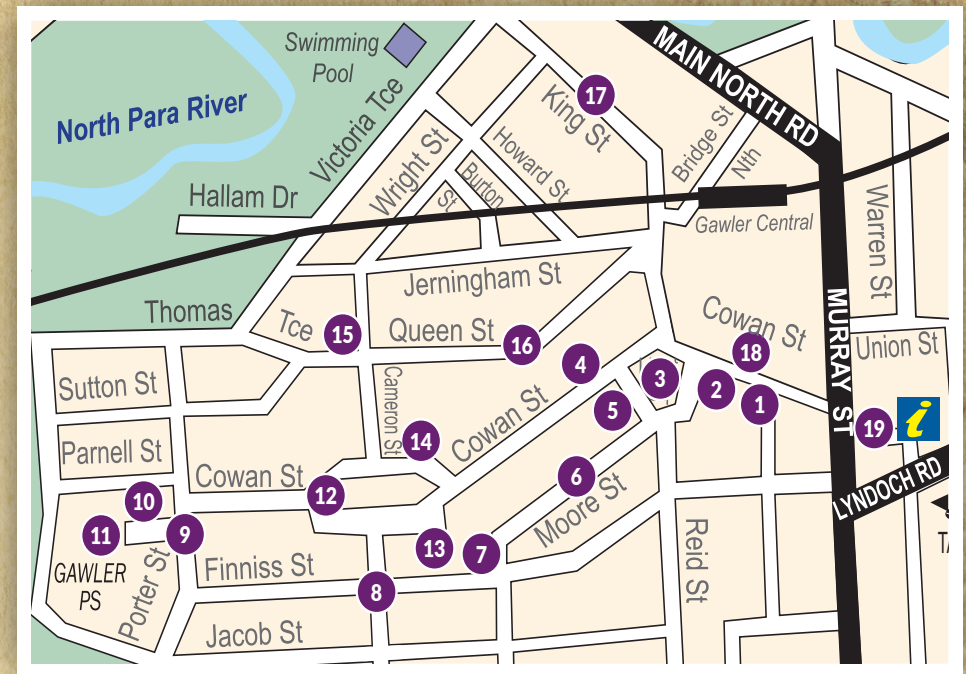 Swimming
Pool
MAIN NORTH RD
North Para River
Victoria Tce
17
King St
Bridge St
Nth
Wright St
Howard St
Burton
St
Hallam Dr
Gawler Central
Warren St
Jerningham St
Thomas
Tce
15
Queen St
16
Cowan St
18
MURRAY ST
Union St
4
3
2
1
5
Sutton St
Cameron St
14
Cowan St
19
i
Parnell St
Cowan St
12
6
Moore St
LYNDOCH RD
10
11
9
13
7
GAWLER
PS
Porter St
Finniss St
8
Reid St
Jacob St